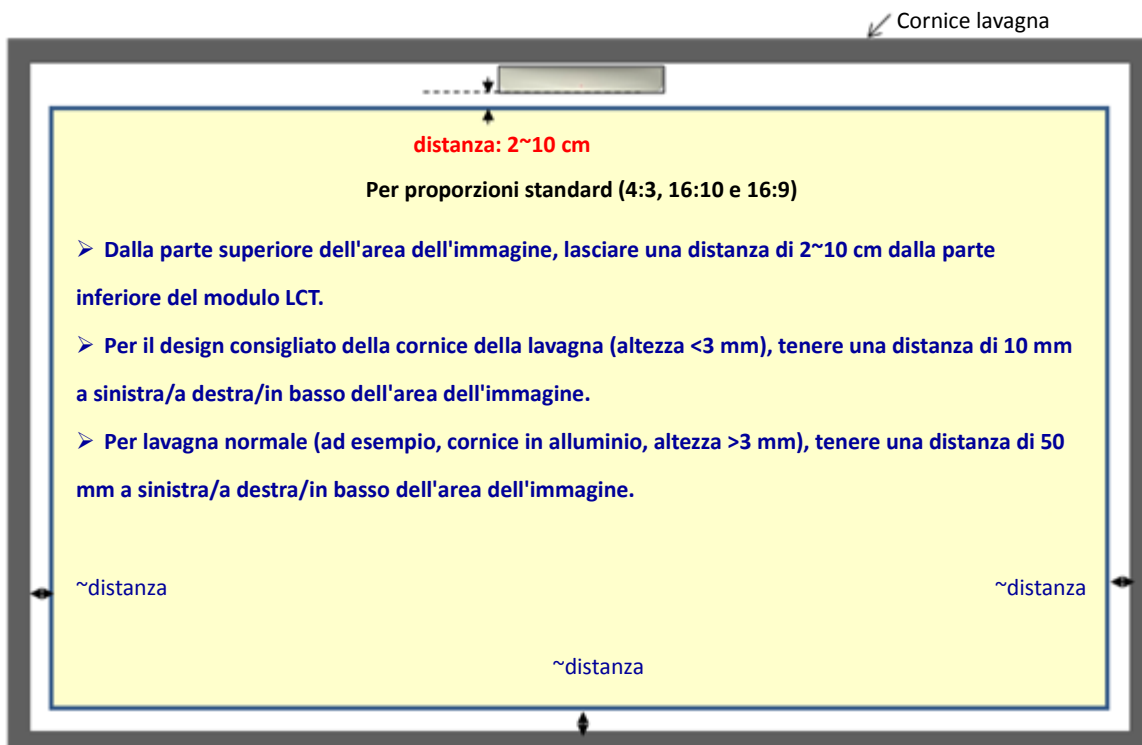 Cornice lavagna
distanza: 2~10 cm
Per proporzioni standard (4:3, 16:10 e 16:9)
➢ Dalla parte superiore dell'area dell'immagine, lasciare una distanza di 2~10 cm dalla parte
inferiore del modulo LCT.
➢ Per il design consigliato della cornice della lavagna (altezza <3 mm), tenere una distanza di 10 mm
a sinistra/a destra/in basso dell'area dell'immagine.
➢ Per lavagna normale (ad esempio, cornice in alluminio, altezza >3 mm), tenere una distanza di 50
mm a sinistra/a destra/in basso dell'area dell'immagine.
~distanza
~distanza
~distanza